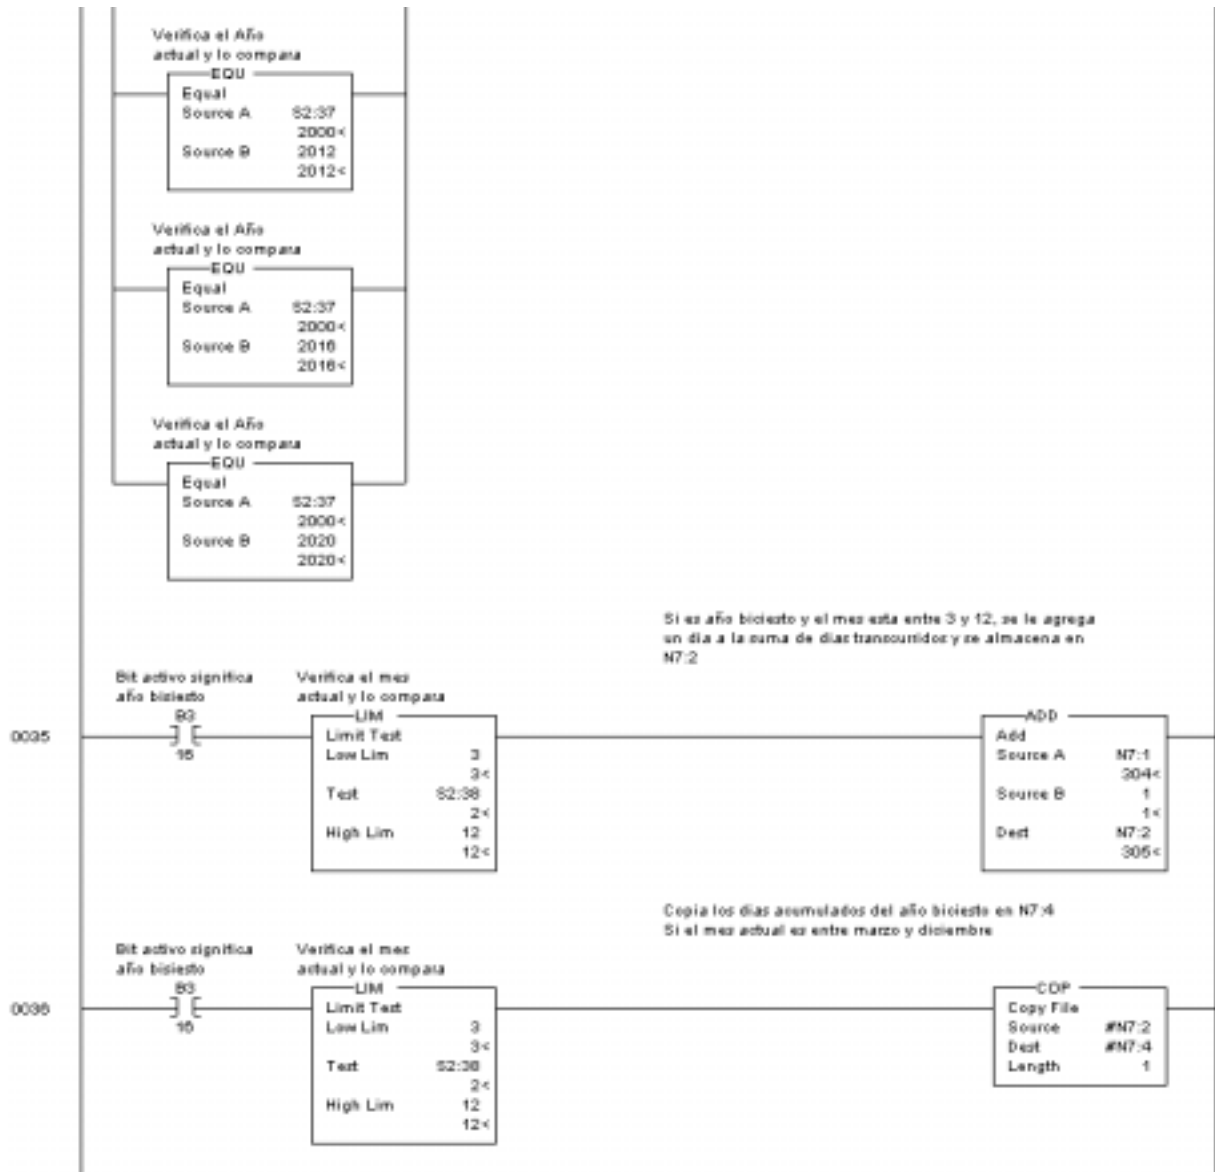 Verifica el Año
actual y lo compara
EQU
Equal
Source A S2:37
2000<
Source B 2012
2012<
Verifica el Año
actual y lo compara
EQU
Equal
Source A S2:37
2000<
Source B 2016
2016<
Verifica el Año
actual y lo compara
EQU
Equal
Source A S2:37
2000<
Source B 2020
2020<
Si es año biciesto y el mes esta entre 3 y 12, se le agrega
un dia a la suma de dias transcurridos y se almacena en
N7:2
Bit activo significa
año bisiesto
Verifica el mes
actual y lo compara
0035
B3
15
LIM
Limit Test
Low Lim 3
3<
Test S2:38
2<
High Lim 12
12<
ADD
Add
Source A N7:1
304<
Source B 1
1<
Dest N7:2
305<
Copia los dias acumulados del año biciesto en N7:4
Si el mes actual es entre marzo y diciembre
Bit activo significa
año bisiesto
Verifica el mes
actual y lo compara
0036
B3
15
LIM
Limit Test
Low Lim 3
3<
Test S2:38
2<
High Lim 12
12<
COP
Copy File
Source #N7:2
Dest #N7:4
Length 1